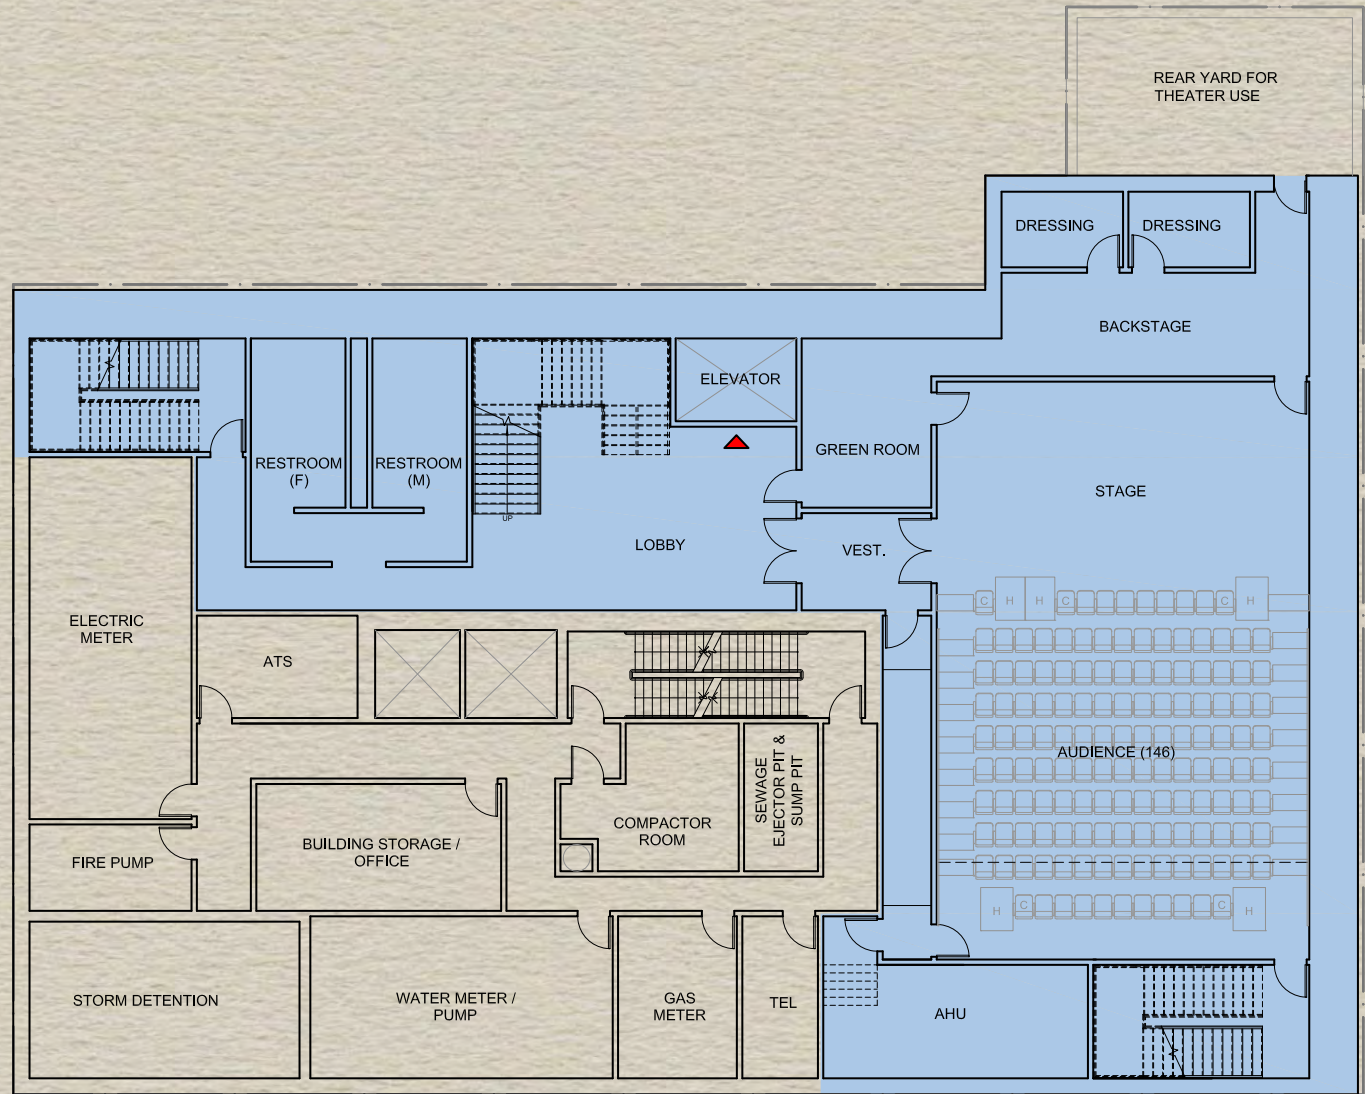 REAR YARD FOR
THEATER USE
DRESSING
DRESSING
BACKSTAGE
ELEVATOR
GREEN ROOM
RESTROOM
(F)
RESTROOM
(M)
STAGE
UP
LOBBY
VEST.
C
H
H
C
C
H
ELECTRIC
METER
ATS
AUDIENCE (146)
SEWAGE
EJECTOR PIT &
SUMP PIT
COMPACTOR
ROOM
BUILDING STORAGE /
OFFICE
FIRE PUMP
H
C
C
H
STORM DETENTION
WATER METER /
PUMP
GAS
METER
TEL
AHU